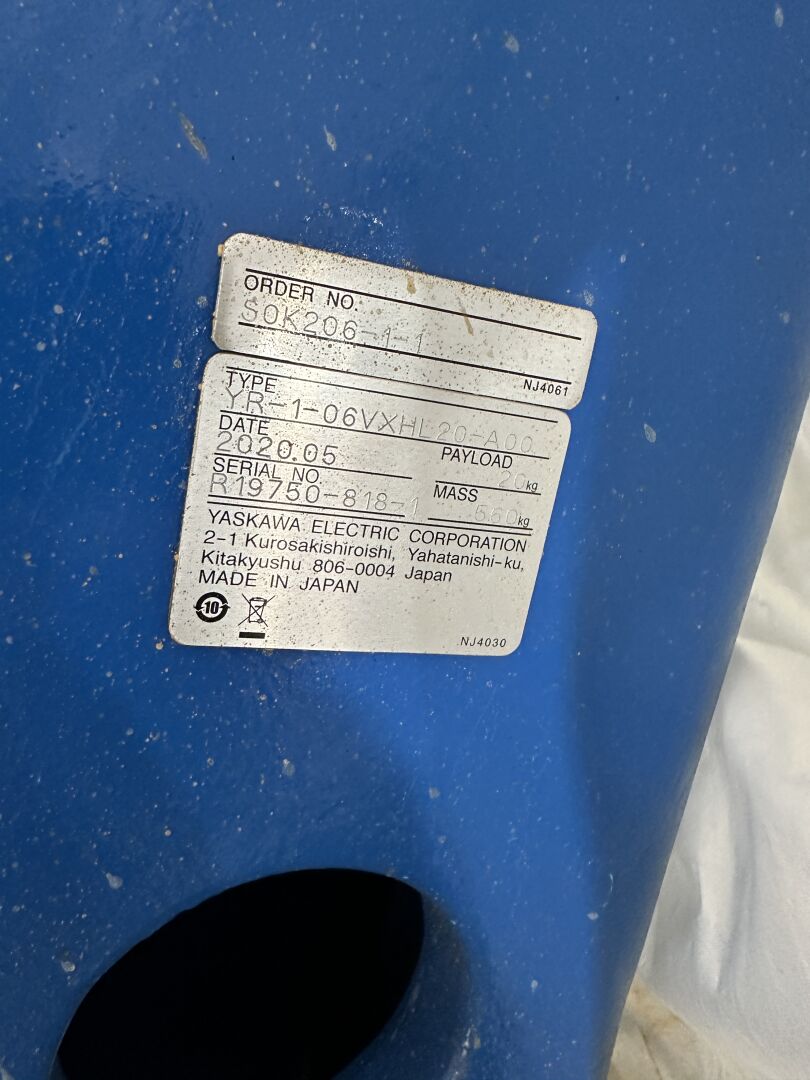 ORDER NO.
SOK206-1-1
NJ4061
TYPE
YR-1-06VXHL20-A00
DATE
2020.05
PAYLOAD
20kg
SERIAL NO.
R19750-818-1
MASS
560kg
YASKAWA ELECTRIC CORPORATION
2-1 Kurosakishiroishi, Yahatanishi-ku,
Kitakyushu 806-0004 Japan
MADE IN JAPAN
10
NJ4030